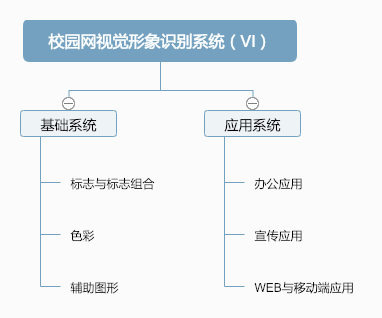 校园网视觉形象识别系统（VI）
基础系统
应用系统
标志与标志组合
办公应用
色彩
宣传应用
辅助图形
WEB与移动端应用